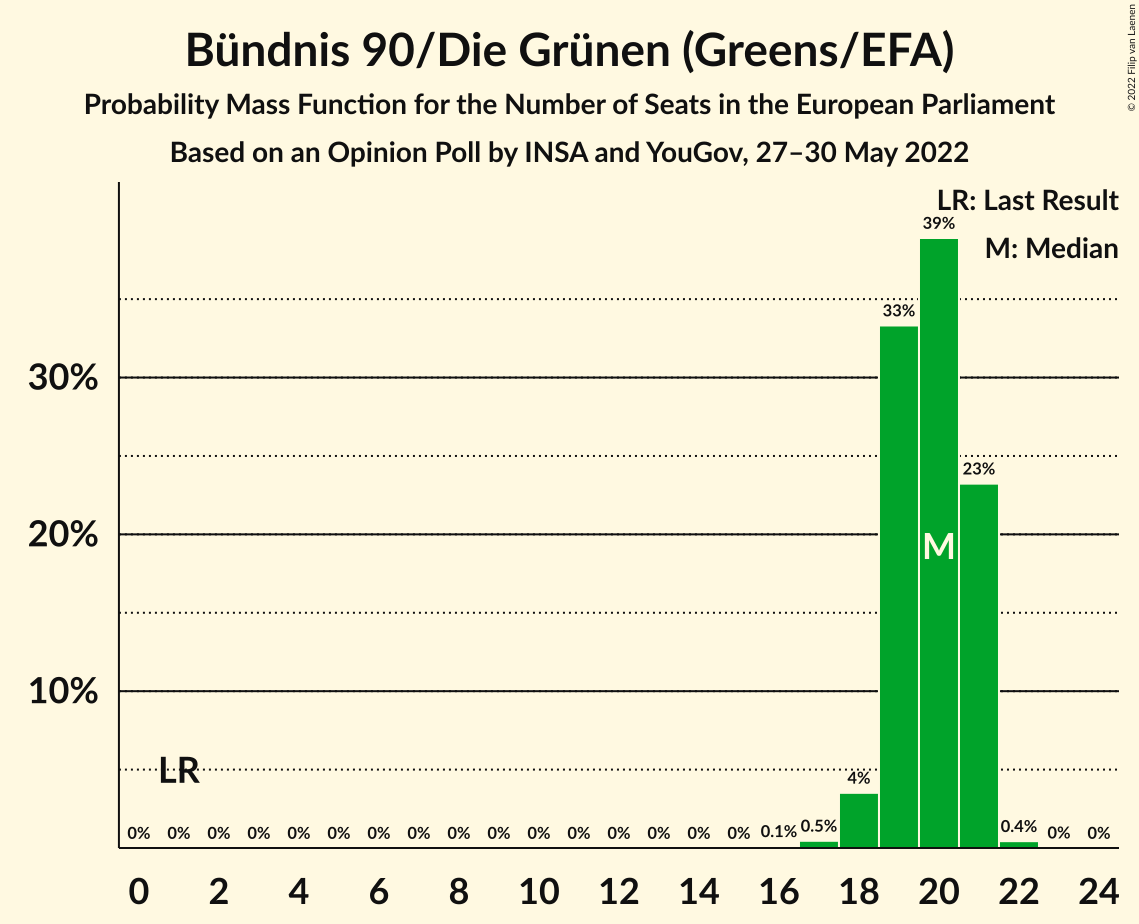 Bündnis 90/Die Grünen (Greens/EFA)
Probability Mass Function for the Number of Seats in the European Parliament
Based on an Opinion Poll by INSA and YouGov, 27–30 May 2022
© 2022 Filip van Laenen
LR: Last Result
M: Median
39%
33%
30%
23%
20%
M
10%
LR
4%
0% 0% 0% 0% 0% 0% 0% 0% 0% 0% 0% 0% 0% 0% 0% 0% 0.1% 0.5% 0.4% 0% 0%
0 2 4 6 8 10 12 14 16 18 20 22 24